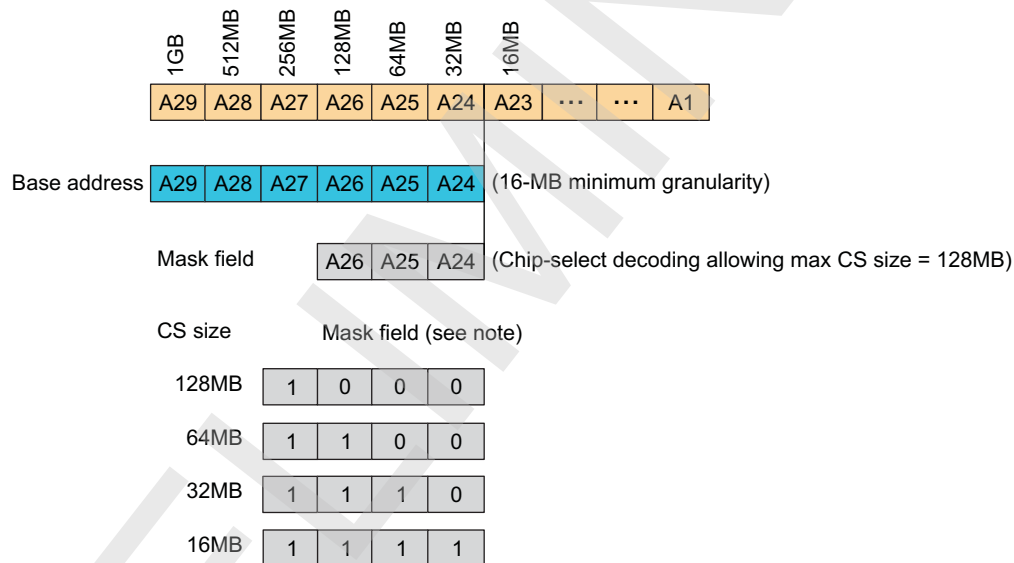 1GB 512MB 256MB 128MB 64MB 32MB 16MB
A29 A28 A27 A26 A25 A24 A23 ... ... A1
Base address A29 A28 A27 A26 A25 A24 (16-MB minimum granularity)
Mask field A26 A25 A24 (Chip-select decoding allowing max CS size = 128MB)
CS size Mask field (see note)
128MB 1 0 0 0
64MB 1 1 0 0
32MB 1 1 1 0
16MB 1 1 1 1